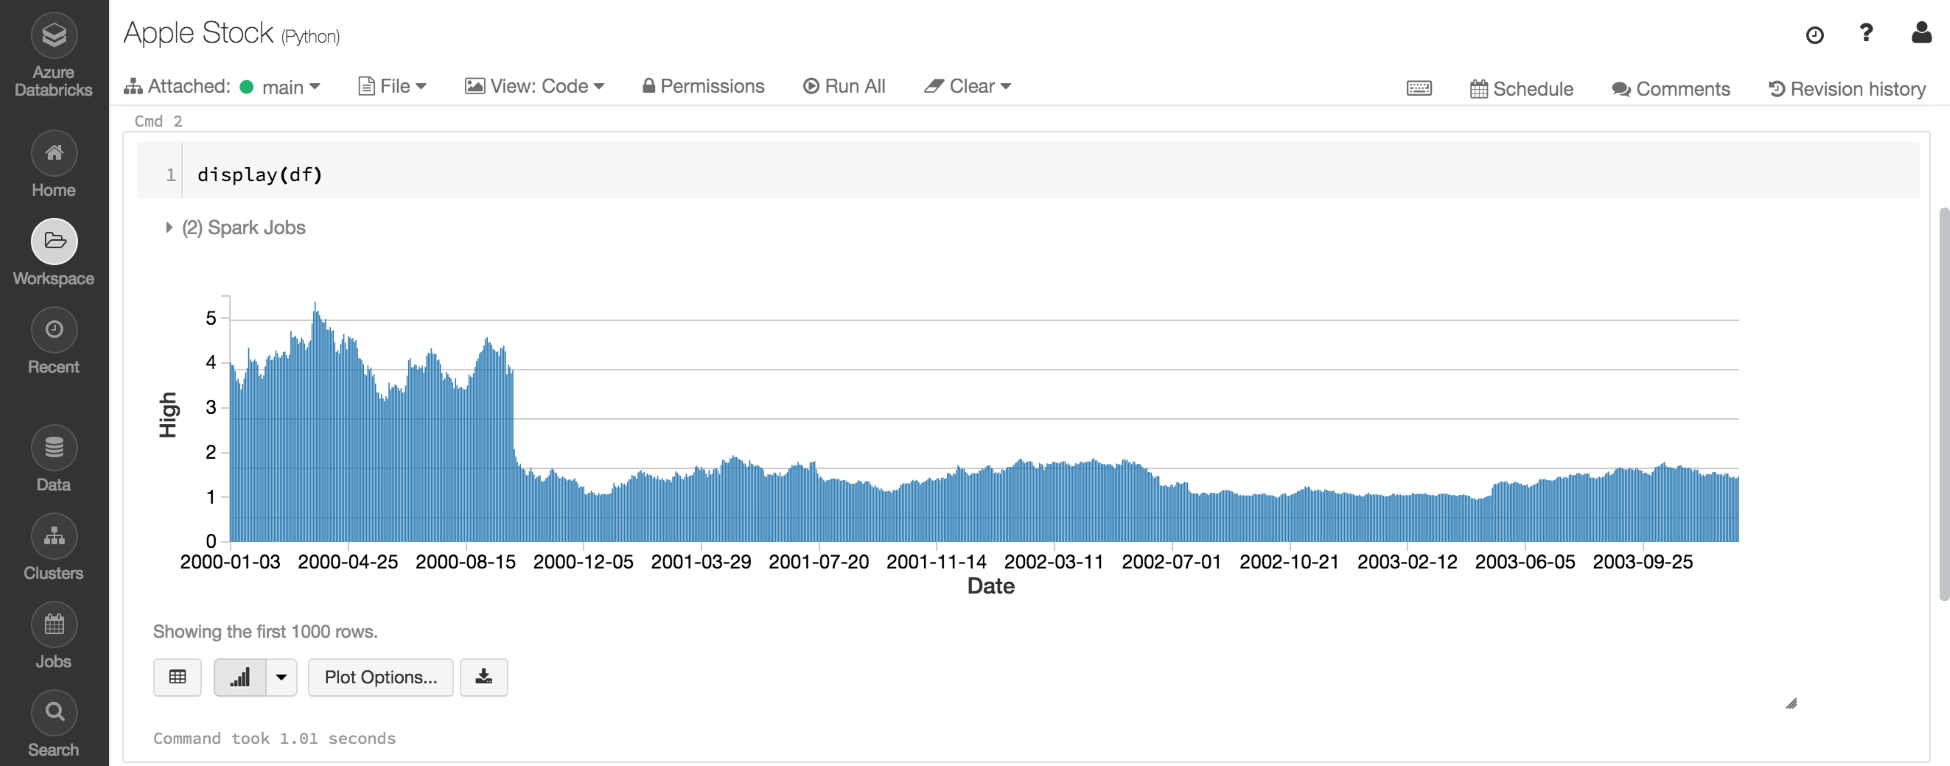 Azure
Databricks
Home
Workspace
Recent
Data
Clusters
Jobs
Search
Apple Stock (Python)
Attached: main File View: Code Permissions Run All Clear Schedule Comments Revision history
Cmd 2
1 display(df)
(2) Spark Jobs
5
4
3
2
1
0
High
2000-01-03 2000-04-25 2000-08-15 2000-12-05 2001-03-29 2001-07-20 2001-11-14 2002-03-11 2002-07-01 2002-10-21 2003-02-12 2003-06-05 2003-09-25
Date
Showing the first 1000 rows.
Plot Options...
Command took 1.01 seconds